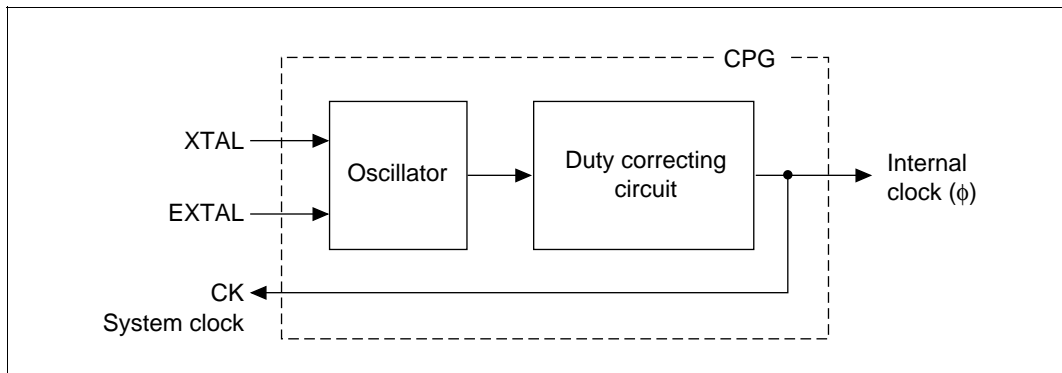 CPG
XTAL
EXTAL
Oscillator
Duty correcting
circuit
Internal
clock (ϕ)
CK
System clock